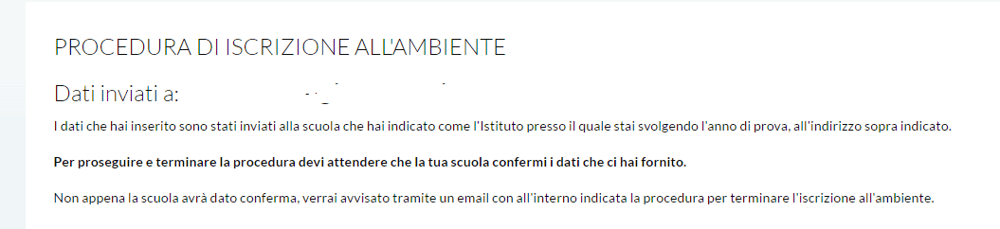 PROCEDURA DI ISCRIZIONE ALL'AMBIENTE
Dati inviati a:
I dati che hai inserito sono stati inviati alla scuola che hai indicato come l'Istituto presso il quale stai svolgendo l'anno di prova, all'indirizzo sopra indicato.
Per proseguire e terminare la procedura devi attendere che la tua scuola confermi i dati che ci hai fornito.
Non appena la scuola avrà dato conferma, verrai avvisato tramite un email con all'interno indicata la procedura per terminare l'iscrizione all'ambiente.